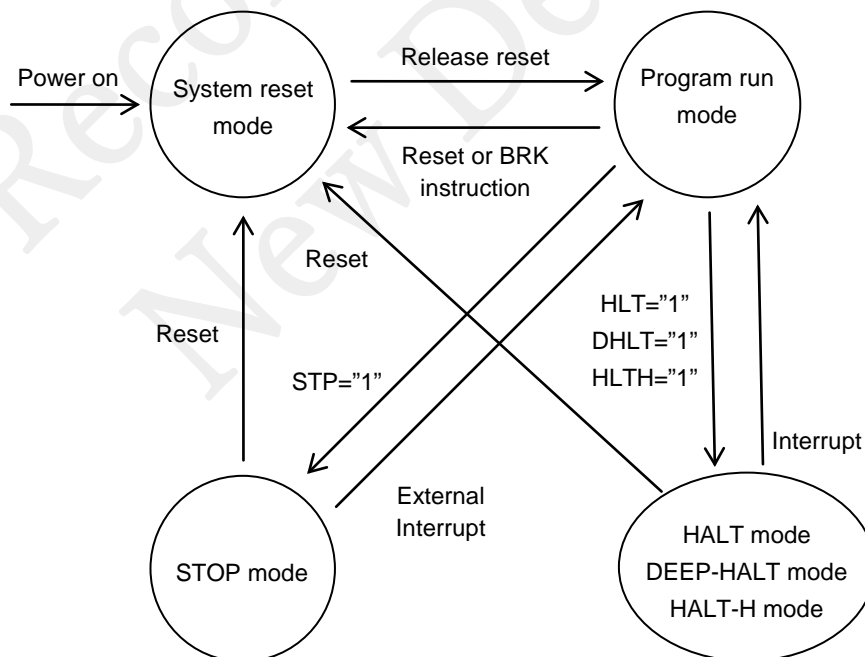 Power on
System reset
mode
Release reset
Program run
mode
Reset or BRK
instruction
Reset
Reset
HLT=”1”
DHLT=”1”
HLTH=”1”
STP=”1”
Interrupt
External
Interrupt
STOP mode
HALT mode
DEEP-HALT mode
HALT-H mode